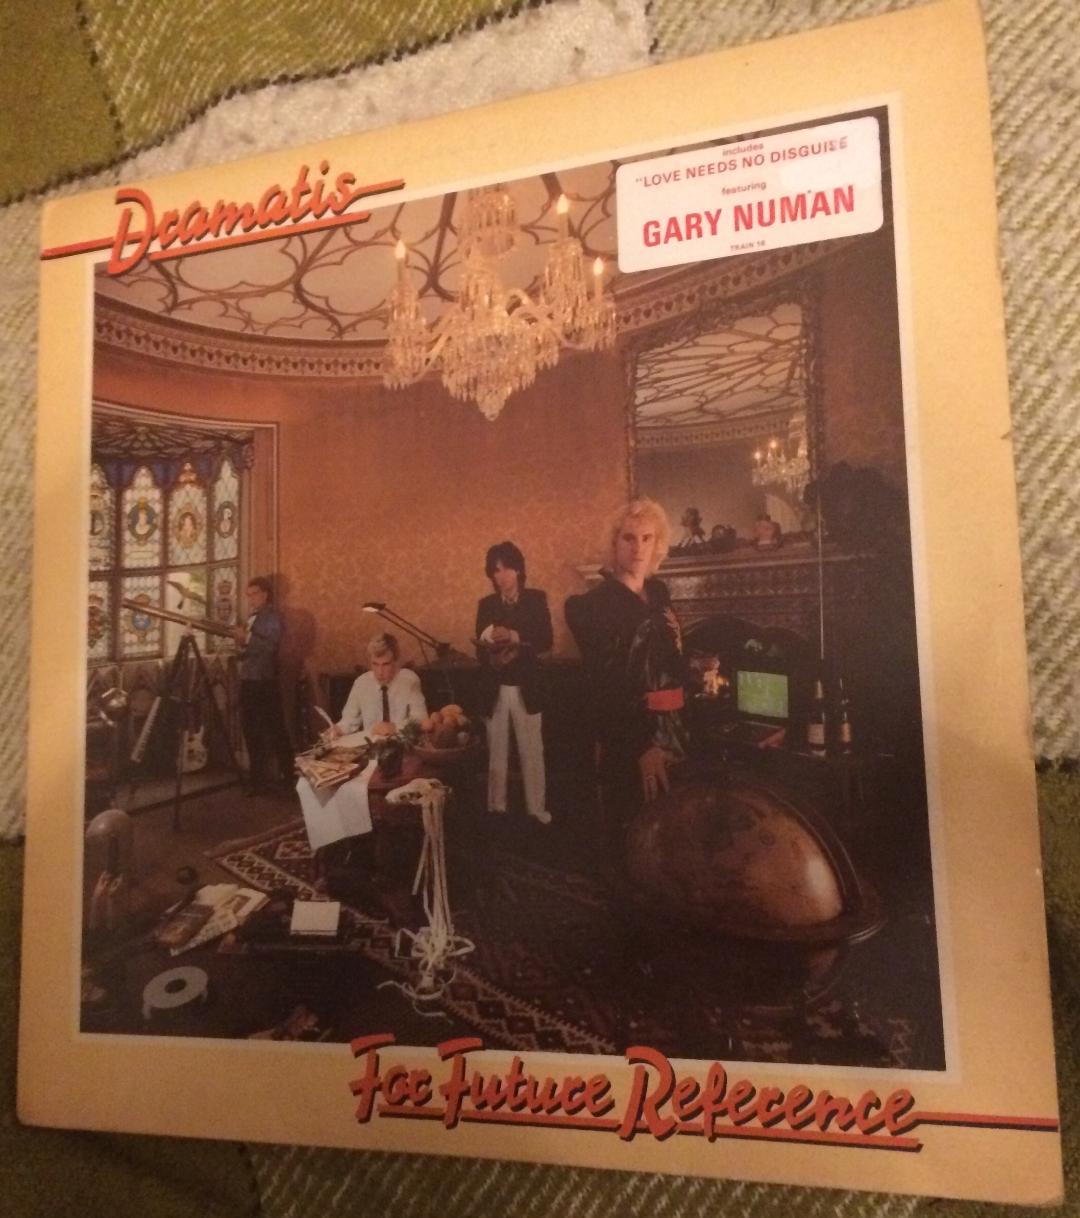 Dramatis
includes
"LOVE NEEDS NO DISGUISE
featuring
GARY NUMAN
TRAIN 18
For Future Reference